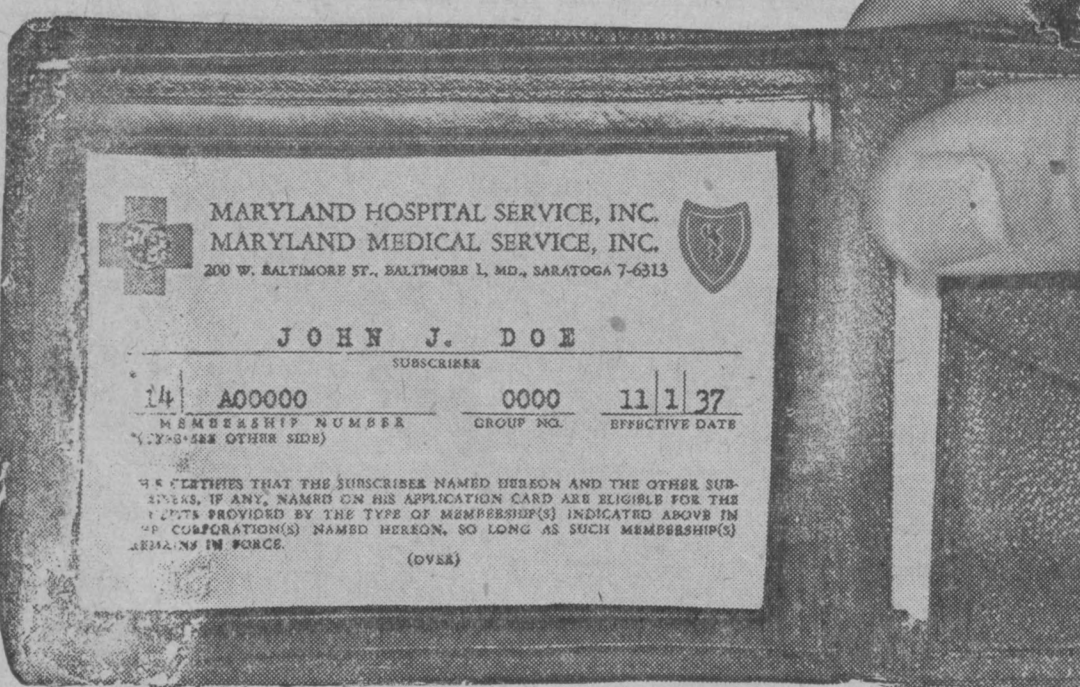 MARYLAND HOSPITAL SERVICE, INC.
MARYLAND MEDICAL SERVICE, INC.
200 W. BALTIMORE ST., BALTIMORE 1, MD., SARATOGA 7-6313
JOHN J. DOE
SUBSCRIBER
14 A00000 0000 11 1 37
MEMBERSHIP NUMBER GROUP NO. EFFECTIVE DATE
OTHER SIDE)
CERTIFIES THAT THE SUBSCRIBER NAMED HEREON AND THE OTHER SUB-
IF ANY, NAMED ON HIS APPLICATION CARD ARE ELIGIBLE FOR THE
PROVIDED BY THE TYPE OF MEMBERSHIP(S) INDICATED ABOVE IN
CORPORATION(S) NAMED HEREON, SO LONG AS SUCH MEMBERSHIP(S)
REMAINS IN FORCE.
(OVER)